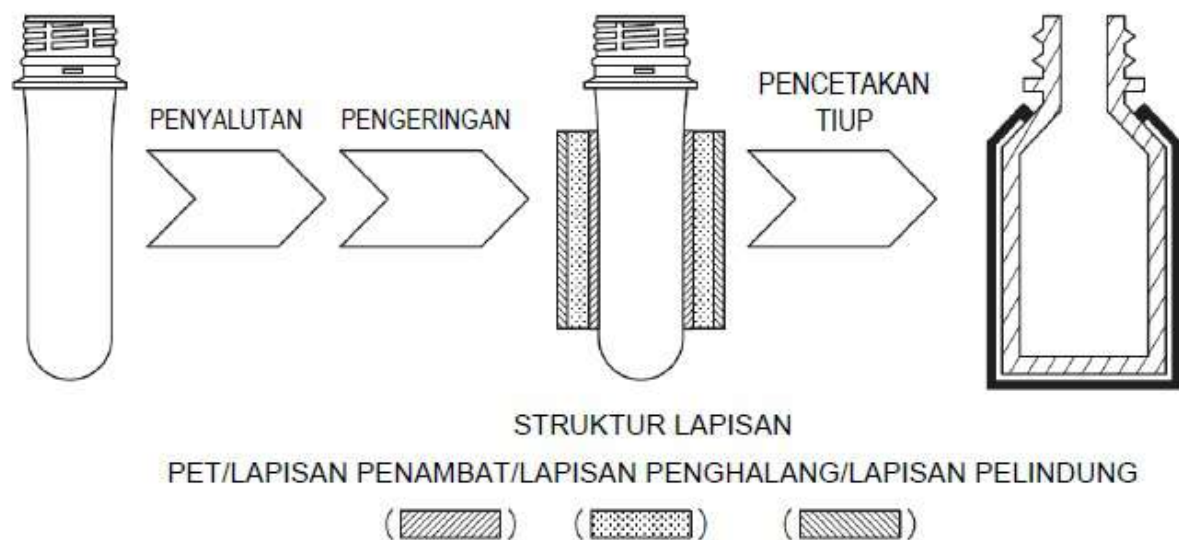 PENYALUTAN
PENGERINGAN
PENCETAKAN
TIUP
STRUKTUR LAPISAN
PET/LAPISAN PENAMBAT/LAPISAN PENGHALANG/LAPISAN PELINDUNG
( ) ( ) ( )